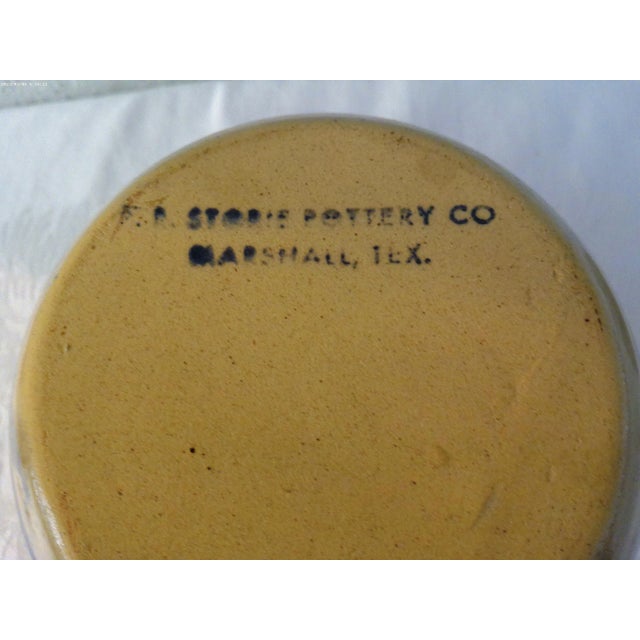 F.R. STORIE POTTERY CO
MARSHALL, TEX.